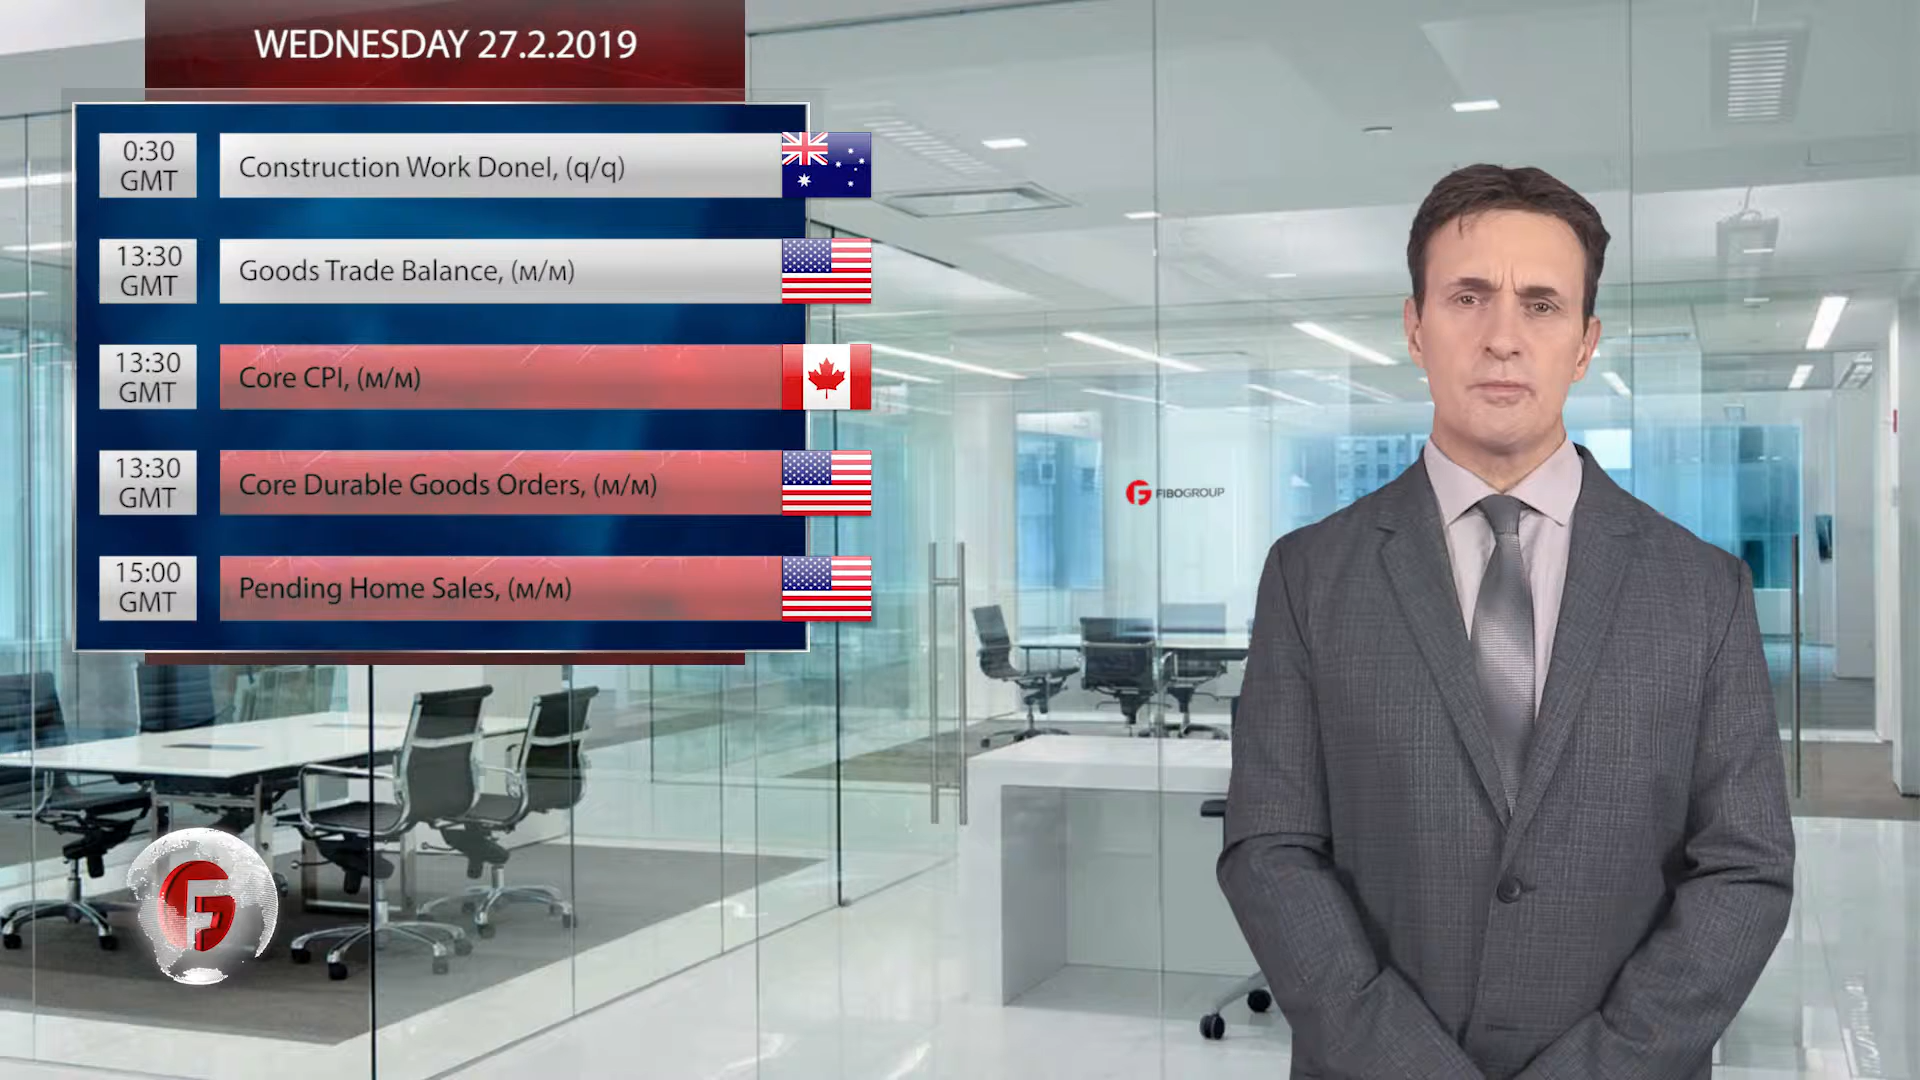 WEDNESDAY 27.2.2019
0:30
GMT
Construction Work Donel, (q/q)
13:30
GMT
Goods Trade Balance, (м/м)
13:30
GMT
Core CPI, (м/м)
13:30
GMT
Core Durable Goods Orders, (м/м)
15:00
GMT
Pending Home Sales, (м/м)
FIBOGROUP